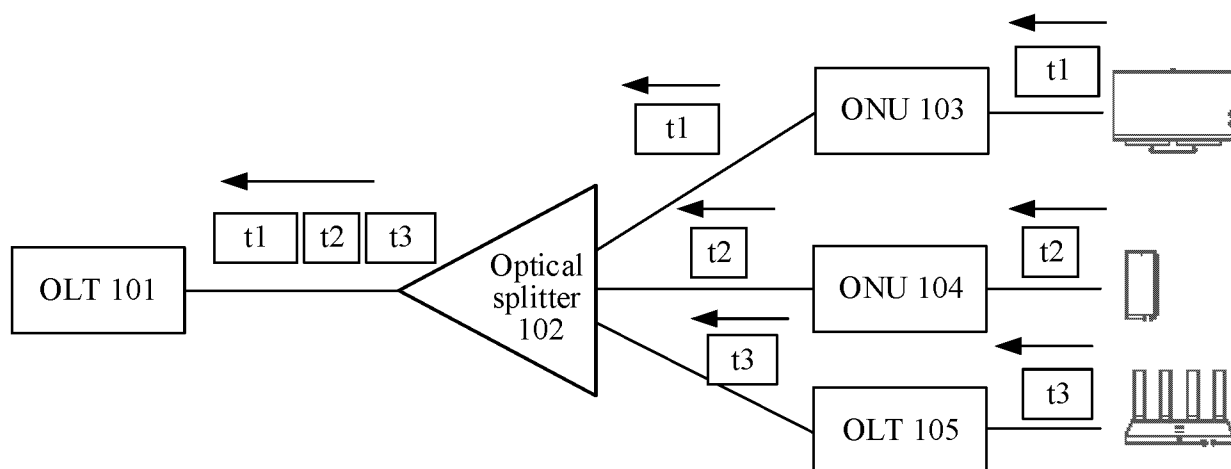 t1
t1
ONU 103
t1 t2 t3
t2
t2
OLT 101
Optical
splitter
102
ONU 104
t3
t3
OLT 105